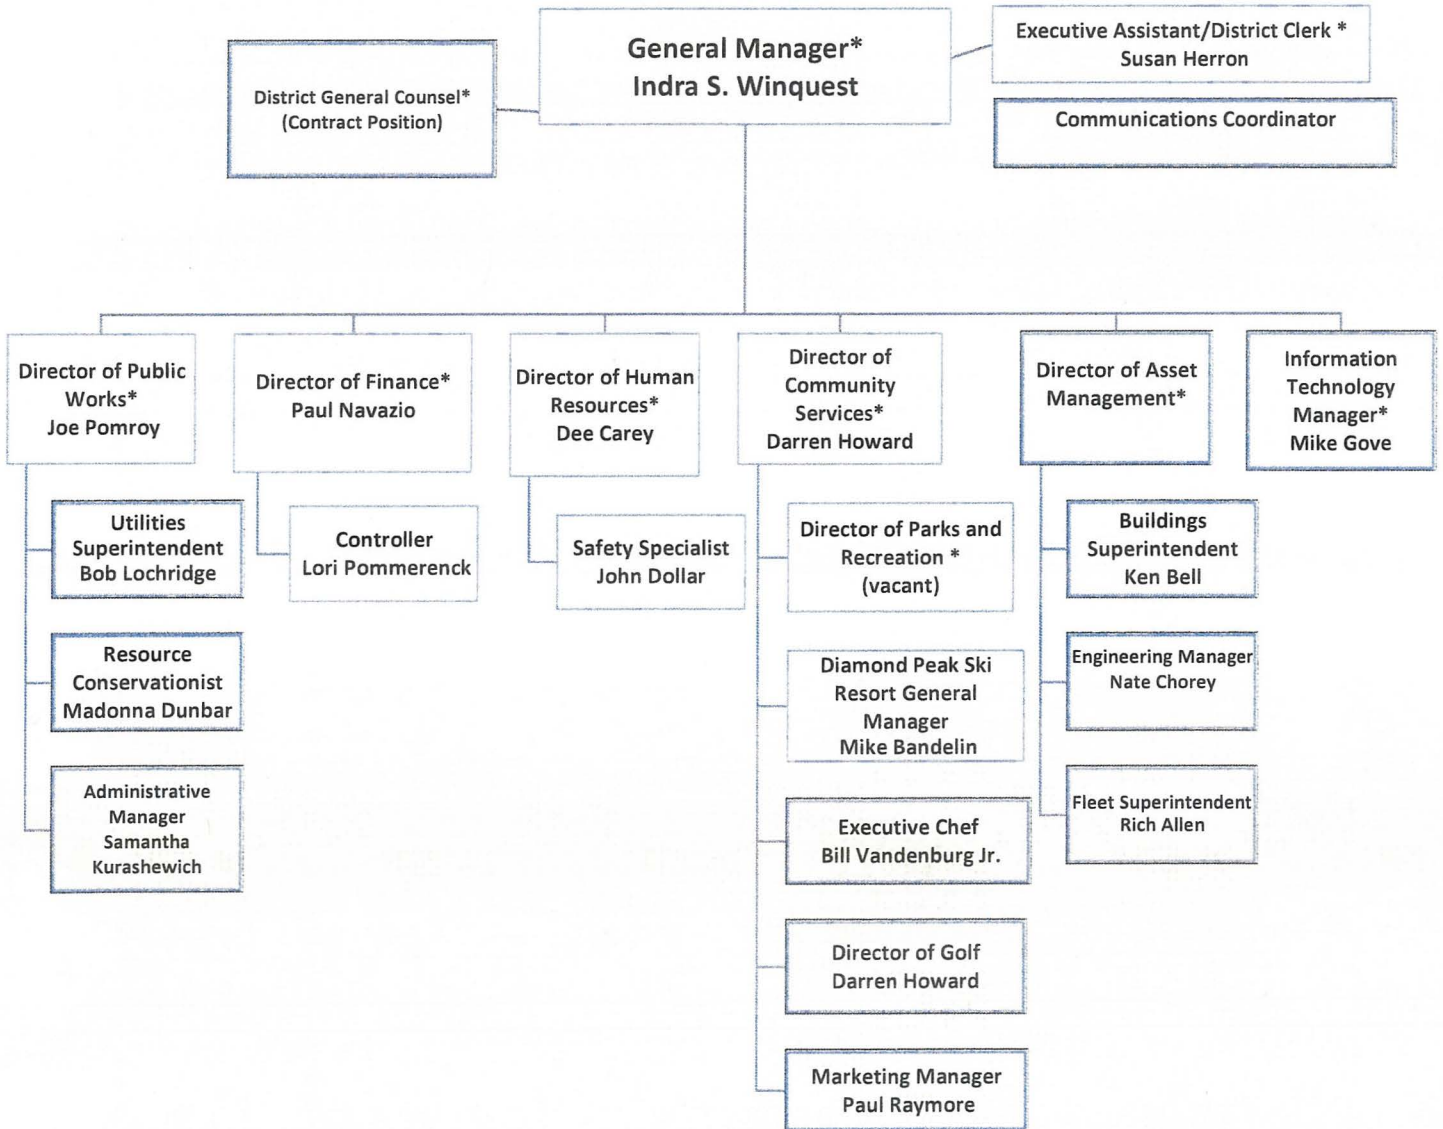 General Manager*
Indra S. Winquest
Executive Assistant/District Clerk *
Susan Herron
District General Counsel*
(Contract Position)
Communications Coordinator
Director of Public
Works*
Joe Pomroy
Director of Finance*
Paul Navazio
Director of Human
Resources*
Dee Carey
Director of
Community
Services*
Darren Howard
Director of Asset
Management*
Information
Technology
Manager*
Mike Gove
Utilities
Superintendent
Bob Lochridge
Resource
Conservationist
Madonna Dunbar
Administrative
Manager
Samantha
Kurashewich
Controller
Lori Pommerenck
Safety Specialist
John Dollar
Director of Parks and
Recreation *
(vacant)
Diamond Peak Ski
Resort General
Manager
Mike Bandelin
Executive Chef
Bill Vandenburg Jr.
Director of Golf
Darren Howard
Marketing Manager
Paul Raymore
Buildings
Superintendent
Ken Bell
Engineering Manager
Nate Chorey
Fleet Superintendent
Rich Allen